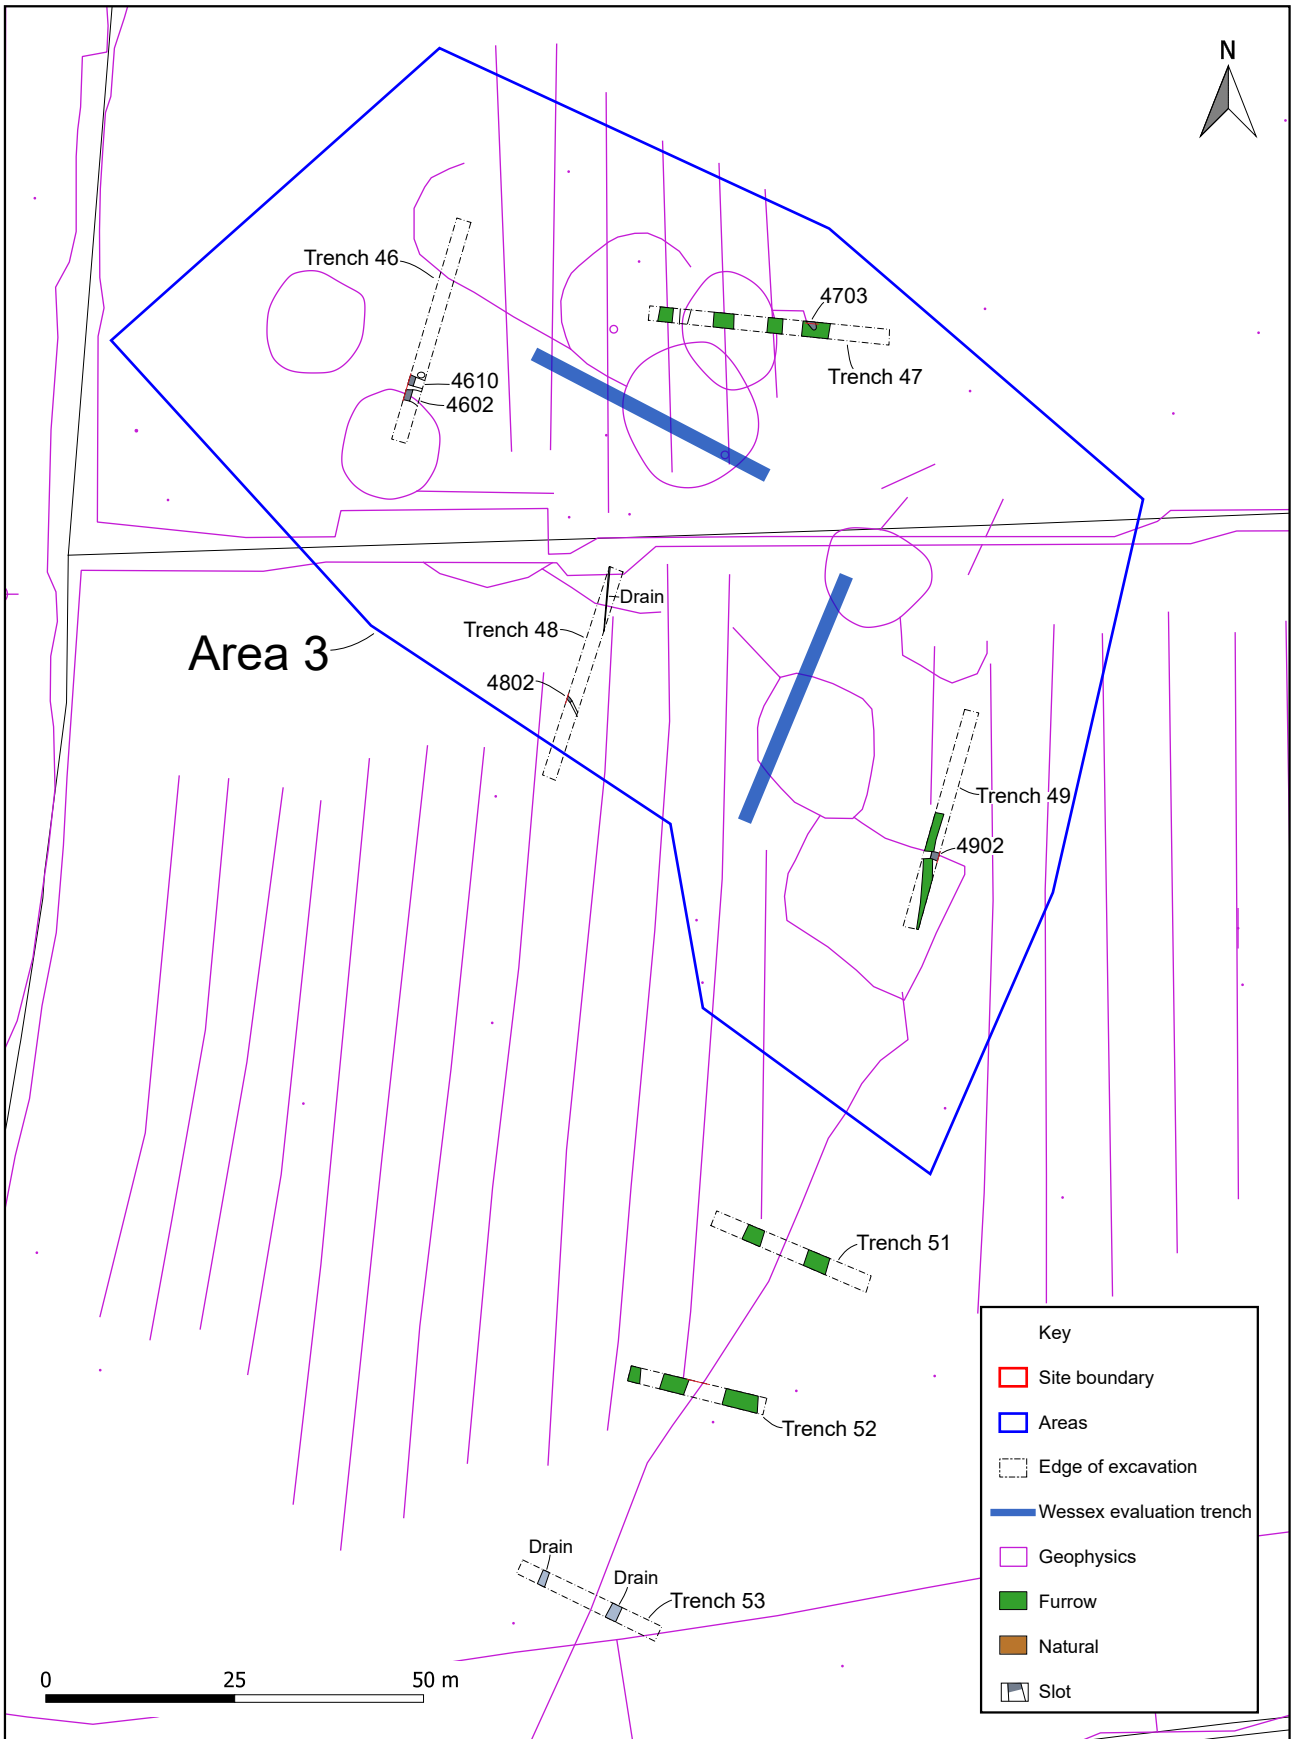 N
Trench 46
4703
Trench 47
4610
4602
Drain
Trench 48
Area 3
4802
Trench 49
4902
Trench 51
Trench 52
Drain
Drain
Trench 53
Key
Site boundary
Areas
Edge of excavation
Wessex evaluation trench
Geophysics
Furrow
Natural
Slot
0 25 50 m